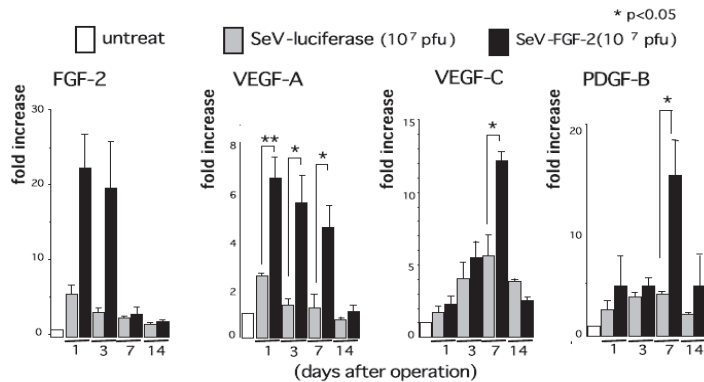 * p<0.05
untreat SeV-luciferase (10⁷ pfu) SeV-FGF-2(10 ⁷ pfu)
FGF-2 VEGF-A VEGF-C PDGF-B
fold increase
30
20
10
0
1 3 7 14
fold increase
8
6
4
2
1
0
** * *
1 3 7 14
fold increase
15
10
5
1
0
*
1 3 7 14
fold increase
20
10
1
0
*
1 3 7 14
(days after operation)